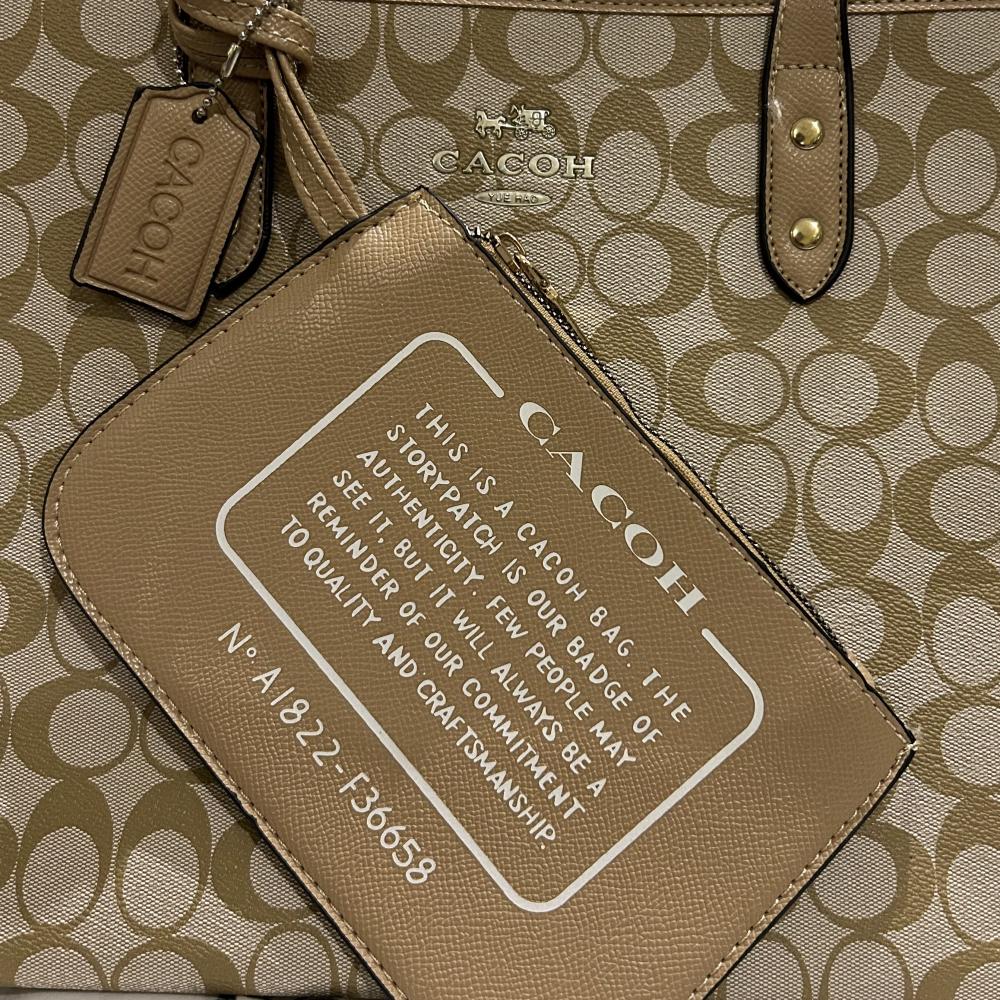 CACOH
CACOH
YUE HAO
CACOH
THIS IS A CACOH BAG. THE
STORYPATCH IS OUR BADGE OF
AUTHENTICITY. FEW PEOPLE MAY
SEE IT, BUT IT WILL ALWAYS BE A
REMINDER OF OUR COMMITMENT
TO QUALITY AND CRAFTSMANSHIP.
Nº.A1822-F36658